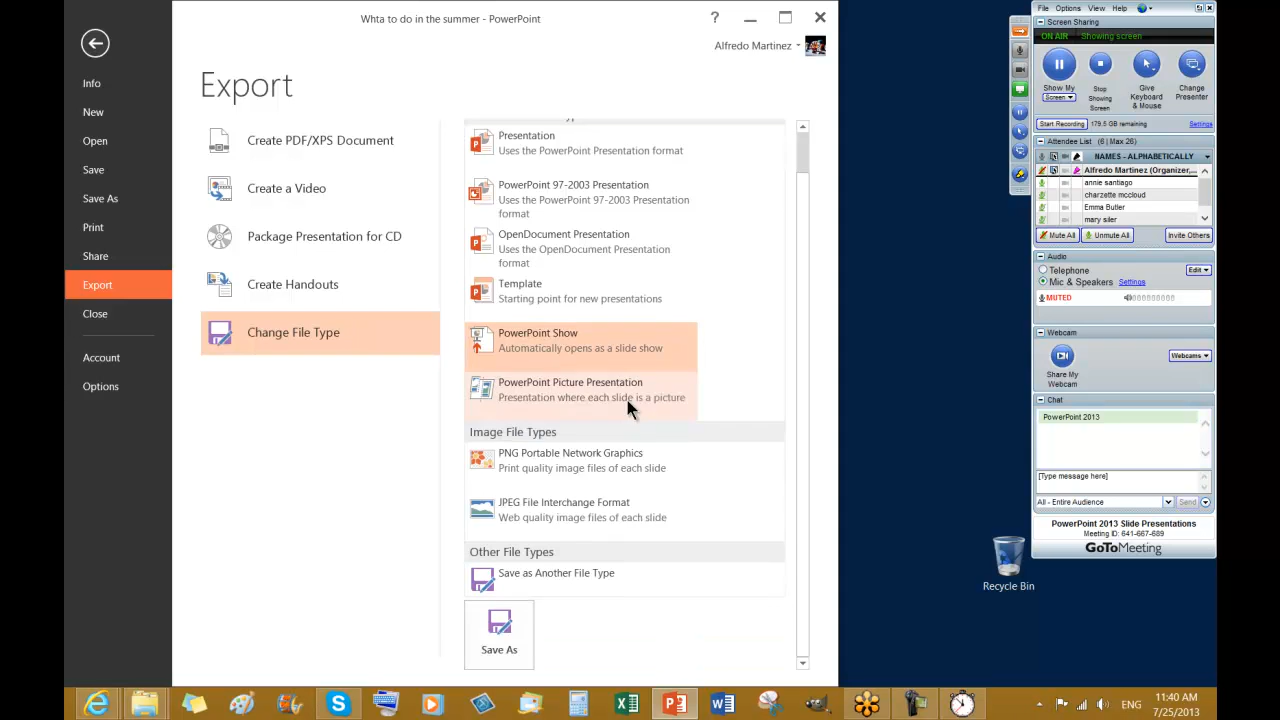 Whta to do in the summer - PowerPoint
?
Alfredo Martinez
Info
New
Open
Save
Save As
Print
Share
Export
Close
Account
Options
Export
Create PDF/XPS Document
Create a Video
Package Presentation for CD
Create Handouts
Change File Type
Presentation
Uses the PowerPoint Presentation format
PowerPoint 97-2003 Presentation
Uses the PowerPoint 97-2003 Presentation
format
OpenDocument Presentation
Uses the OpenDocument Presentation
format
Template
Starting point for new presentations
PowerPoint Show
Automatically opens as a slide show
PowerPoint Picture Presentation
Presentation where each slide is a picture
Image File Types
PNG Portable Network Graphics
Print quality image files of each slide
JPEG File Interchange Format
Web quality image files of each slide
Other File Types
Save as Another File Type
Save As
File Options View Help
Screen Sharing
ON AIR Showing screen
Show My
Screen
Stop
Showing
Screen
Give
Keyboard
& Mouse
Change
Presenter
Start Recording 179.5 GB remaining Settings
Attendee List (6 | Max 26)
NAMES - ALPHABETICALLY
Alfredo Martinez (Organizer,...
annie santiago
charzette mccloud
Emma Butler
mary siler
Mute All Unmute All Invite Others
Audio
Telephone Edit
Mic & Speakers Settings
MUTED
Webcam
Share My
Webcam
Webcams
Chat
PowerPoint 2013
[Type message here]
All - Entire Audience Send
PowerPoint 2013 Slide Presentations
Meeting ID: 641-667-689
GoToMeeting
Recycle Bin
ENG
11:40 AM
7/25/2013